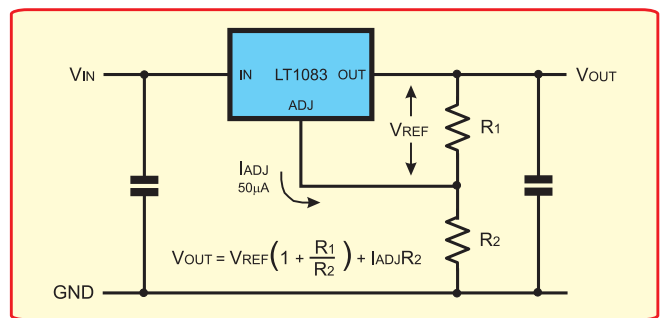 VIN
IN LT1083 OUT
VOUT
ADJ
VREF
R1
IADJ
50µA
R2
VOUT = VREF(1 + R1/R2) + IADJR2
GND